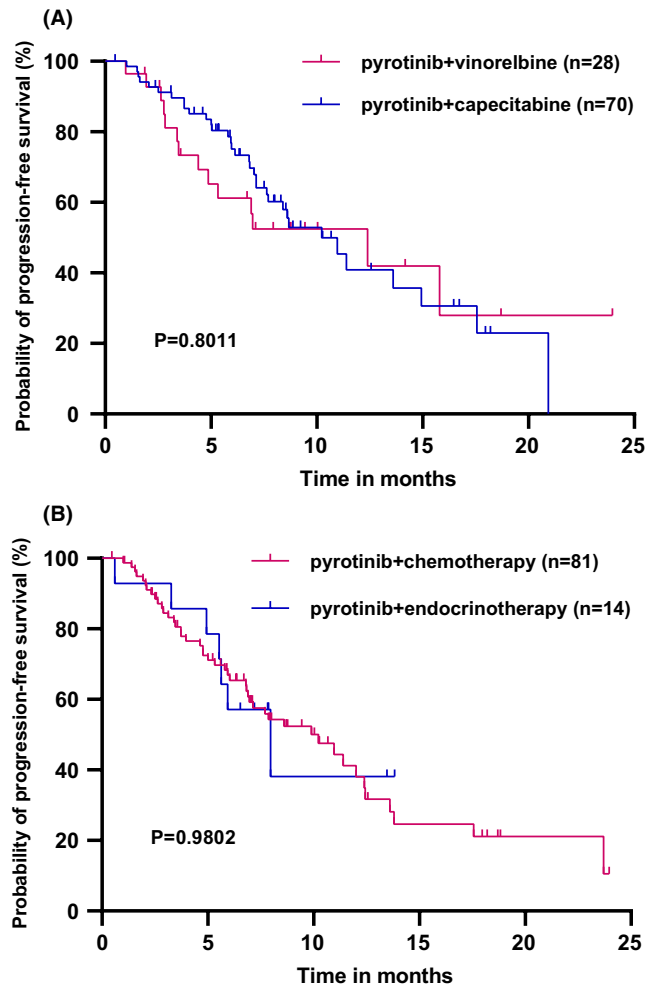 (A)
Probability of progression-free survival (%)
100
80
60
40
20
0
pyrotinib+vinorelbine (n=28)
pyrotinib+capecitabine (n=70)
P=0.8011
0 5 10 15 20 25
Time in months
(B)
Probability of progression-free survival (%)
100
80
60
40
20
0
pyrotinib+chemotherapy (n=81)
pyrotinib+endocrinotherapy (n=14)
P=0.9802
0 5 10 15 20 25
Time in months